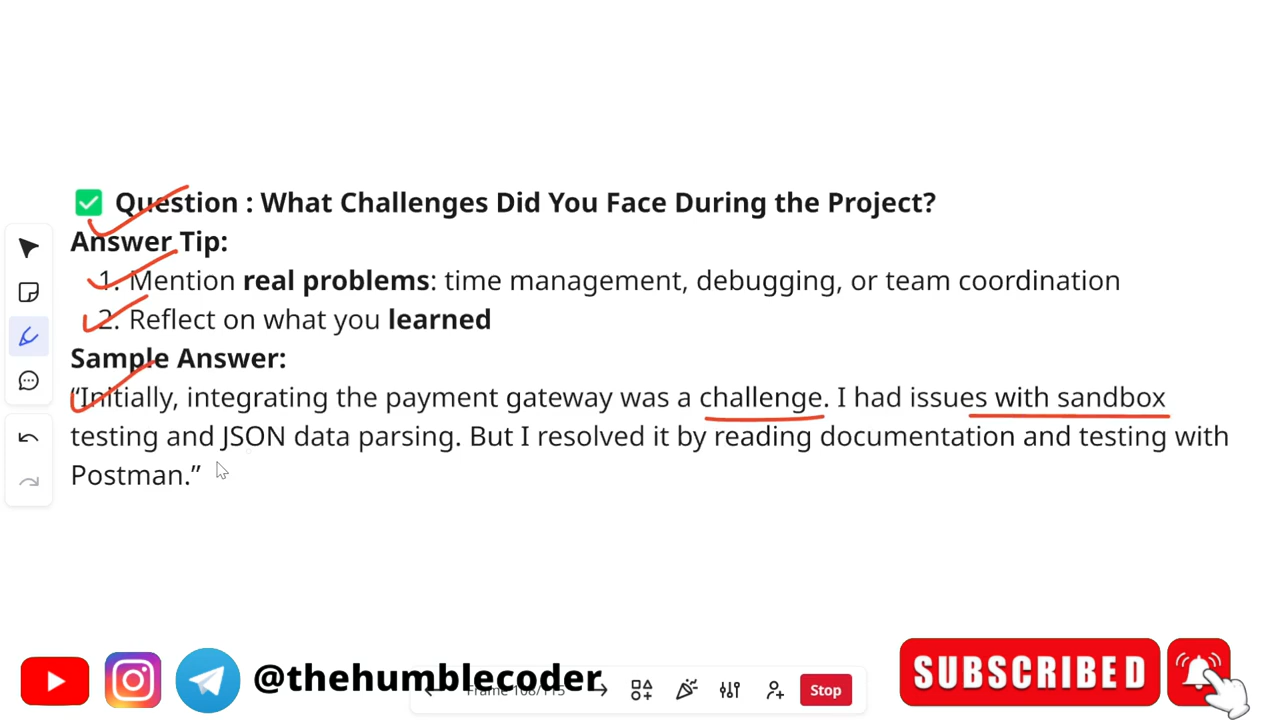 ✅ Question : What Challenges Did You Face During the Project?
Answer Tip:
1. Mention real problems: time management, debugging, or team coordination
2. Reflect on what you learned
Sample Answer:
“Initially, integrating the payment gateway was a challenge. I had issues with sandbox
testing and JSON data parsing. But I resolved it by reading documentation and testing with
Postman.”
@thehumblecoder
Stop
SUBSCRIBED